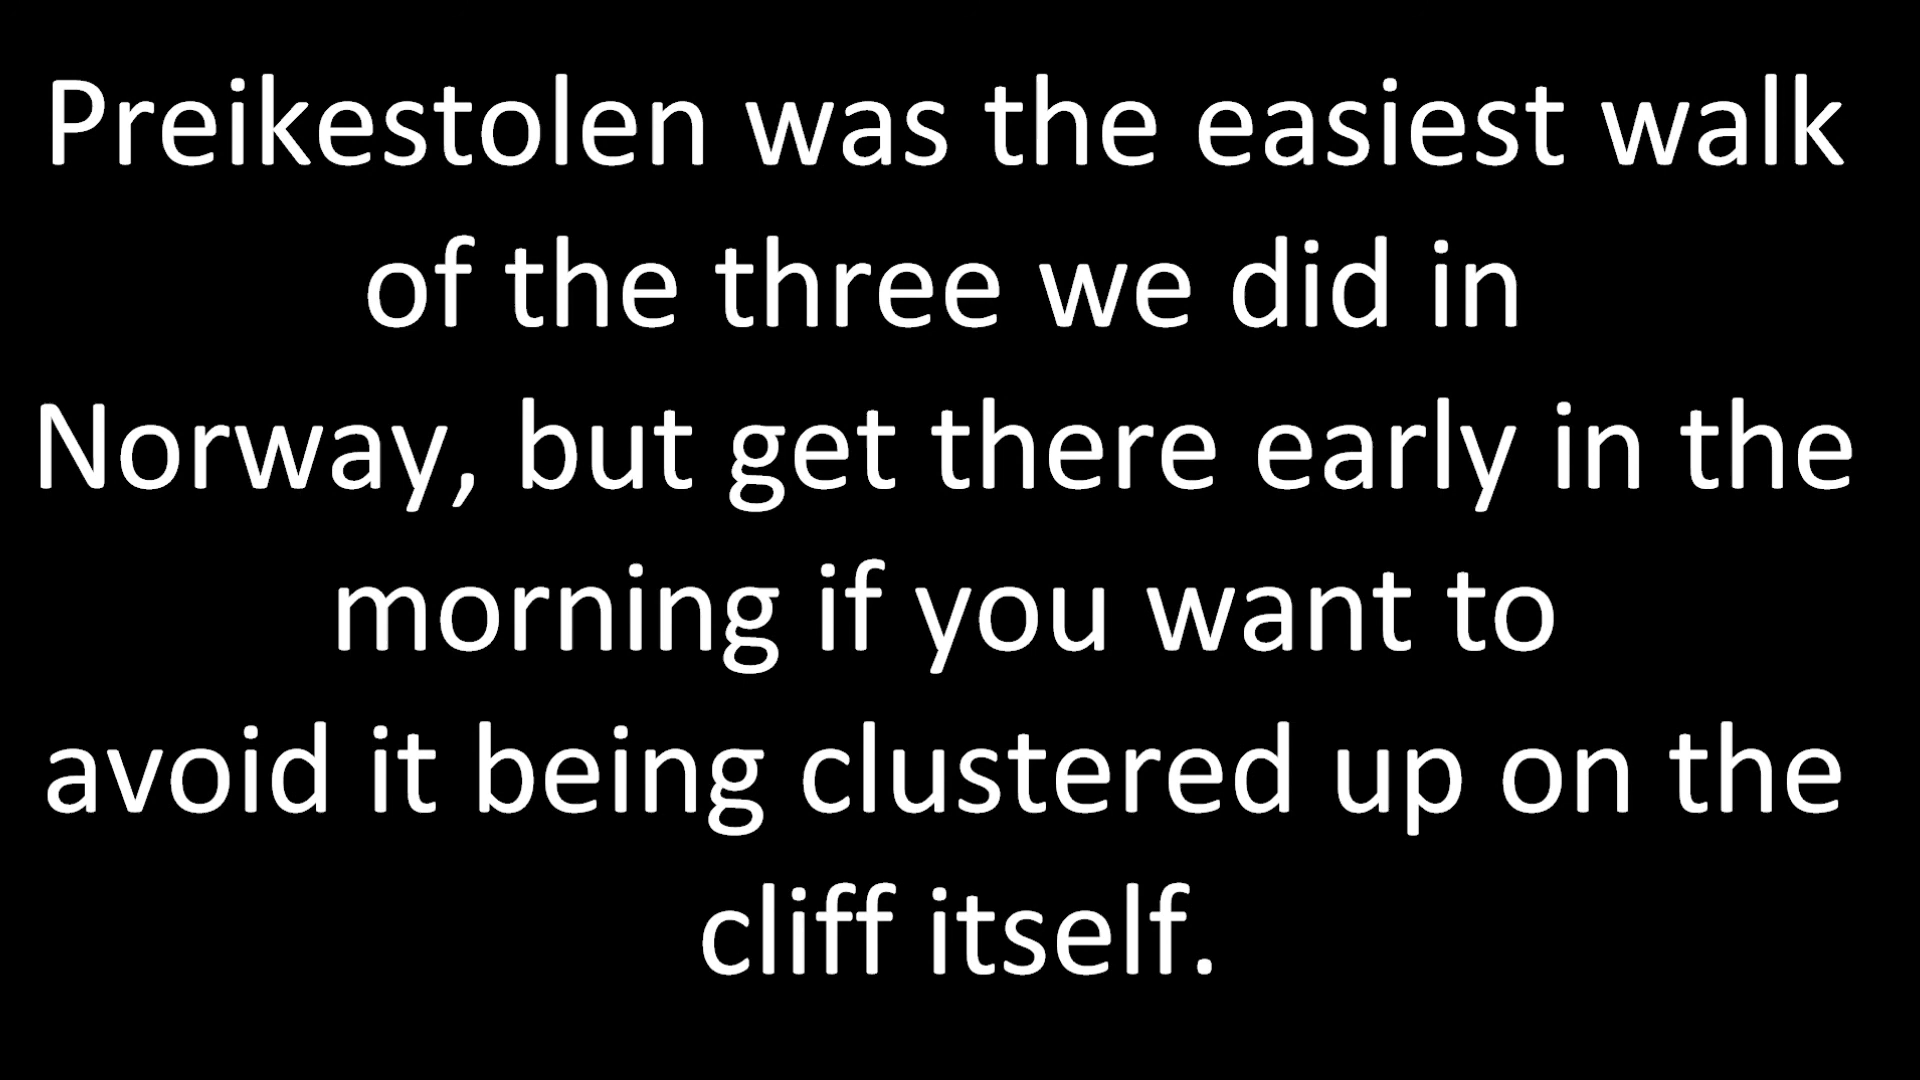 Preikestolen was the easiest walk
of the three we did in
Norway, but get there early in the
morning if you want to
avoid it being clustered up on the
cliff itself.